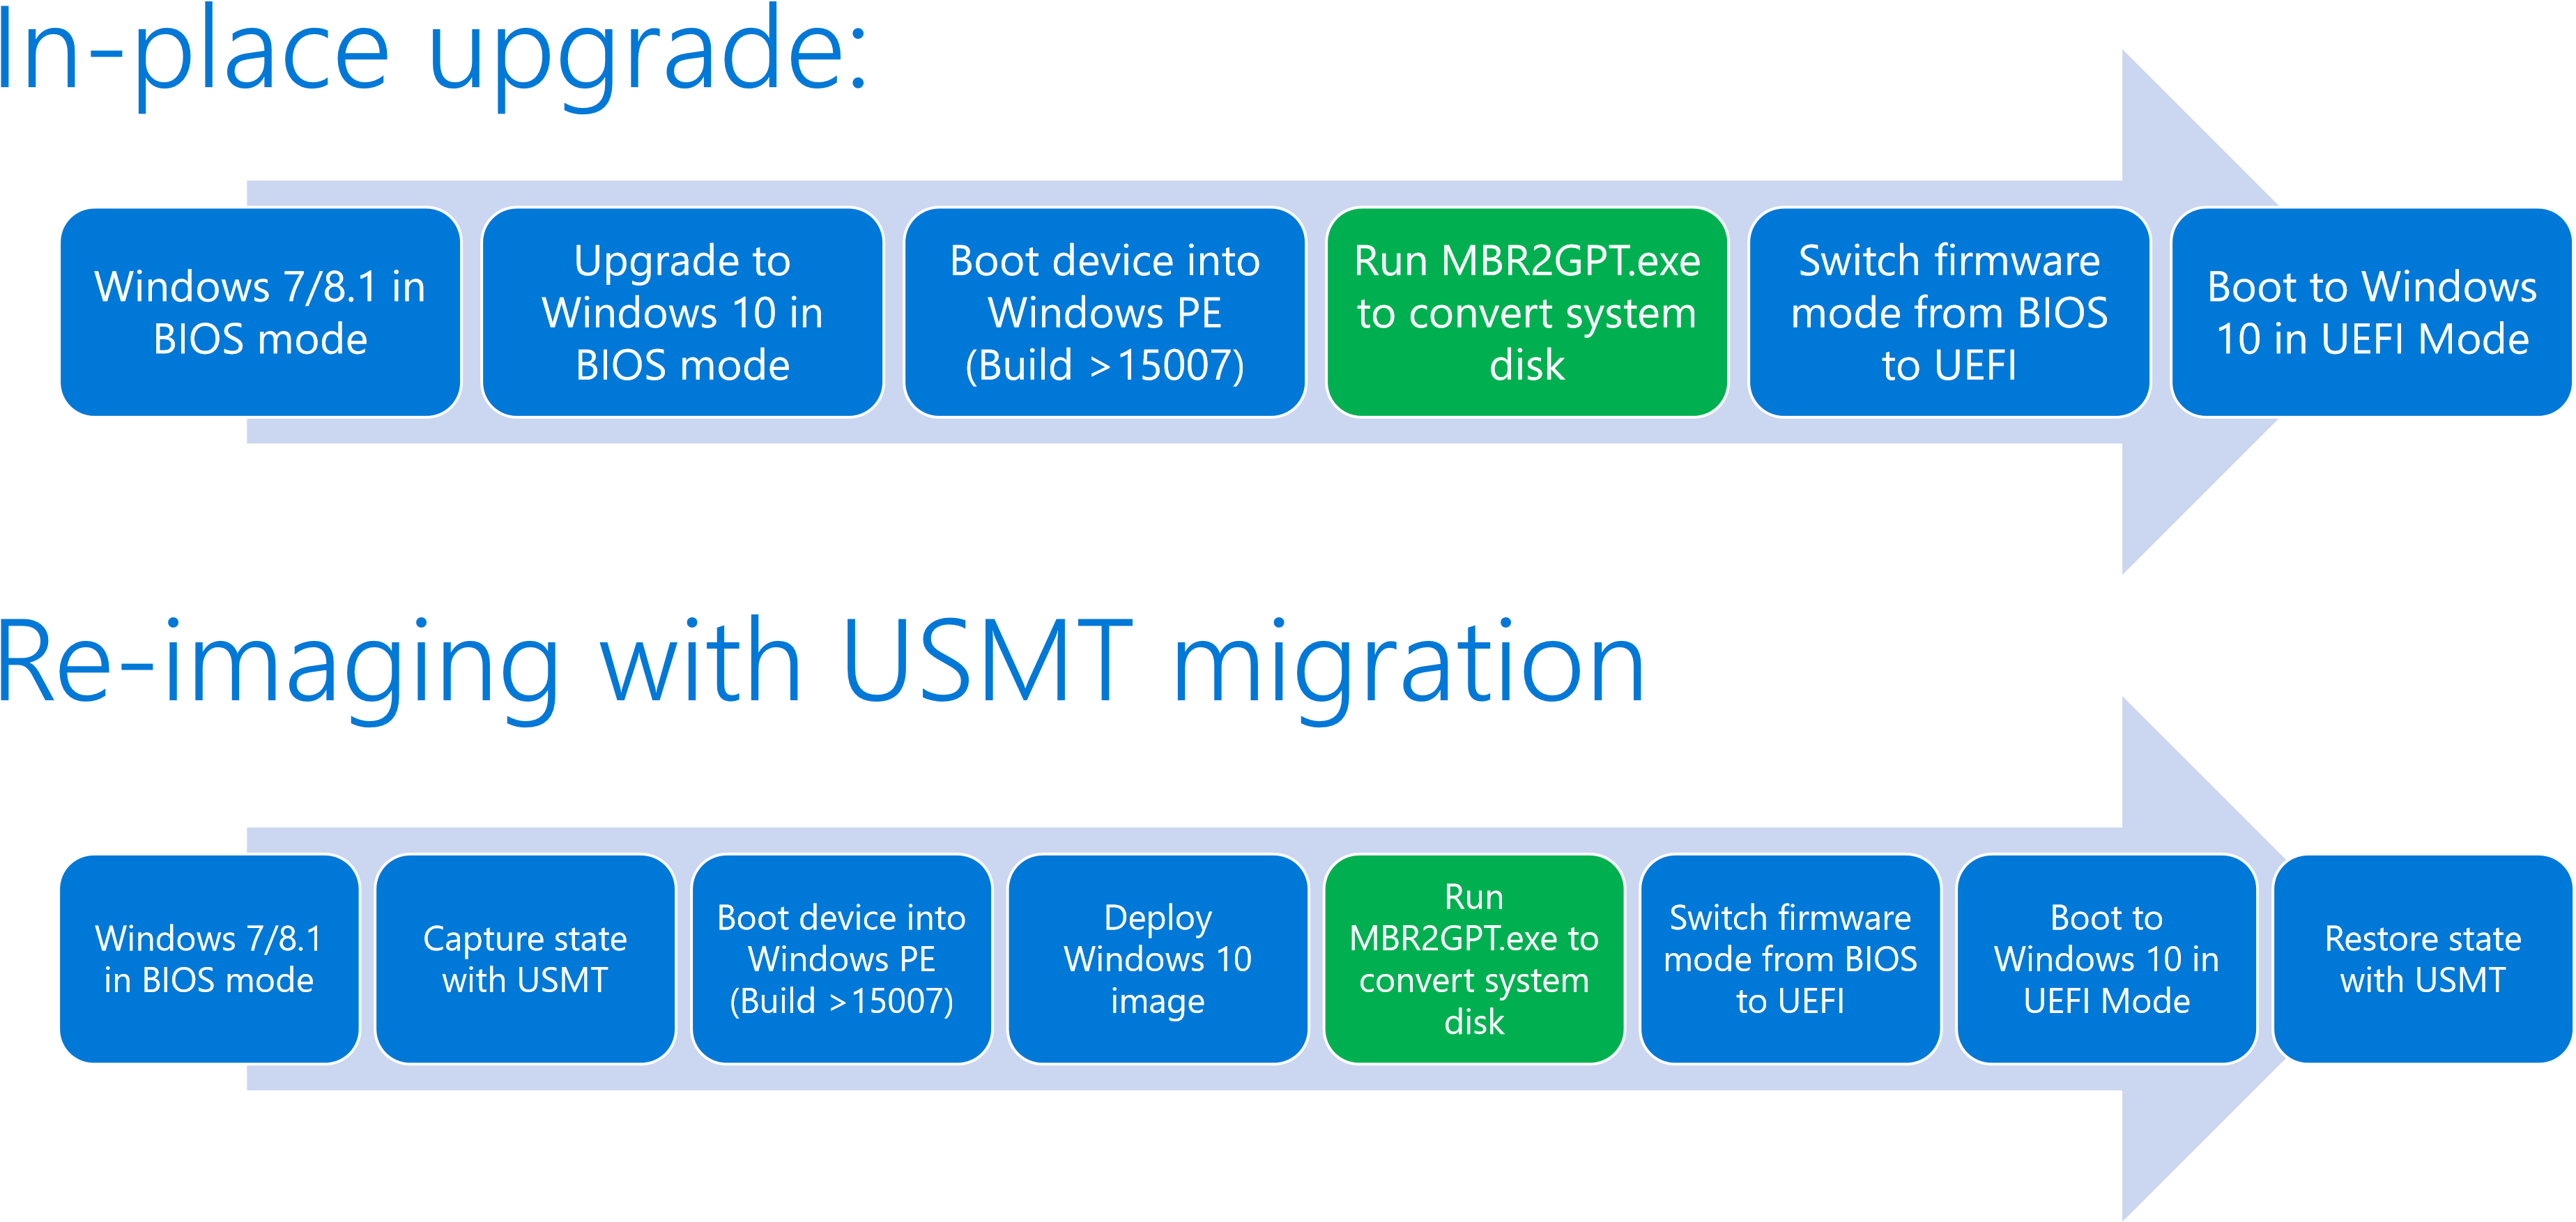 In-place upgrade:
Windows 7/8.1 in
BIOS mode
Upgrade to
Windows 10 in
BIOS mode
Boot device into
Windows PE
(Build >15007)
Run MBR2GPT.exe
to convert system
disk
Switch firmware
mode from BIOS
to UEFI
Boot to Windows
10 in UEFI Mode
Re-imaging with USMT migration
Windows 7/8.1
in BIOS mode
Capture state
with USMT
Boot device into
Windows PE
(Build >15007)
Deploy
Windows 10
image
Run
MBR2GPT.exe to
convert system
disk
Switch firmware
mode from BIOS
to UEFI
Boot to
Windows 10 in
UEFI Mode
Restore state
with USMT